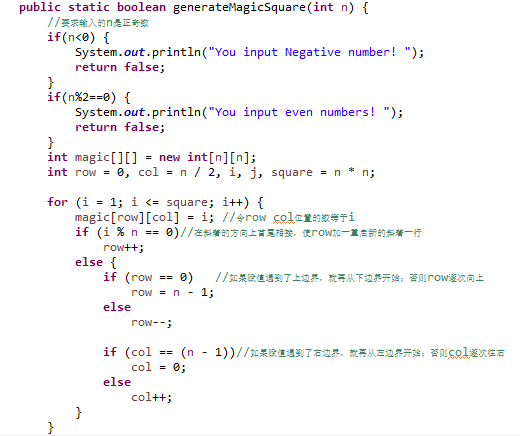 public static boolean generateMagicSquare(int n) {
//要求输入的n是正奇数
if(n<0) {
System.out.println("You input Negative number! ");
return false;
}
if(n%2==0) {
System.out.println("You input even numbers! ");
return false;
}
int magic[][] = new int[n][n];
int row = 0, col = n / 2, i, j, square = n * n;
for (i = 1; i <= square; i++) {
magic[row][col] = i; //令row col位置的数等于i
if (i % n == 0)//在斜着的方向上首尾相接，使row加一重启新的斜着一行
row++;
else {
if (row == 0) //如果赋值遇到了上边界，就再从下边界开始；否则row逐次向上
row = n - 1;
else
row--;
if (col == (n - 1))//如果赋值遇到了右边界，就再从左边界开始；否则col逐次往右
col = 0;
else
col++;
}
}